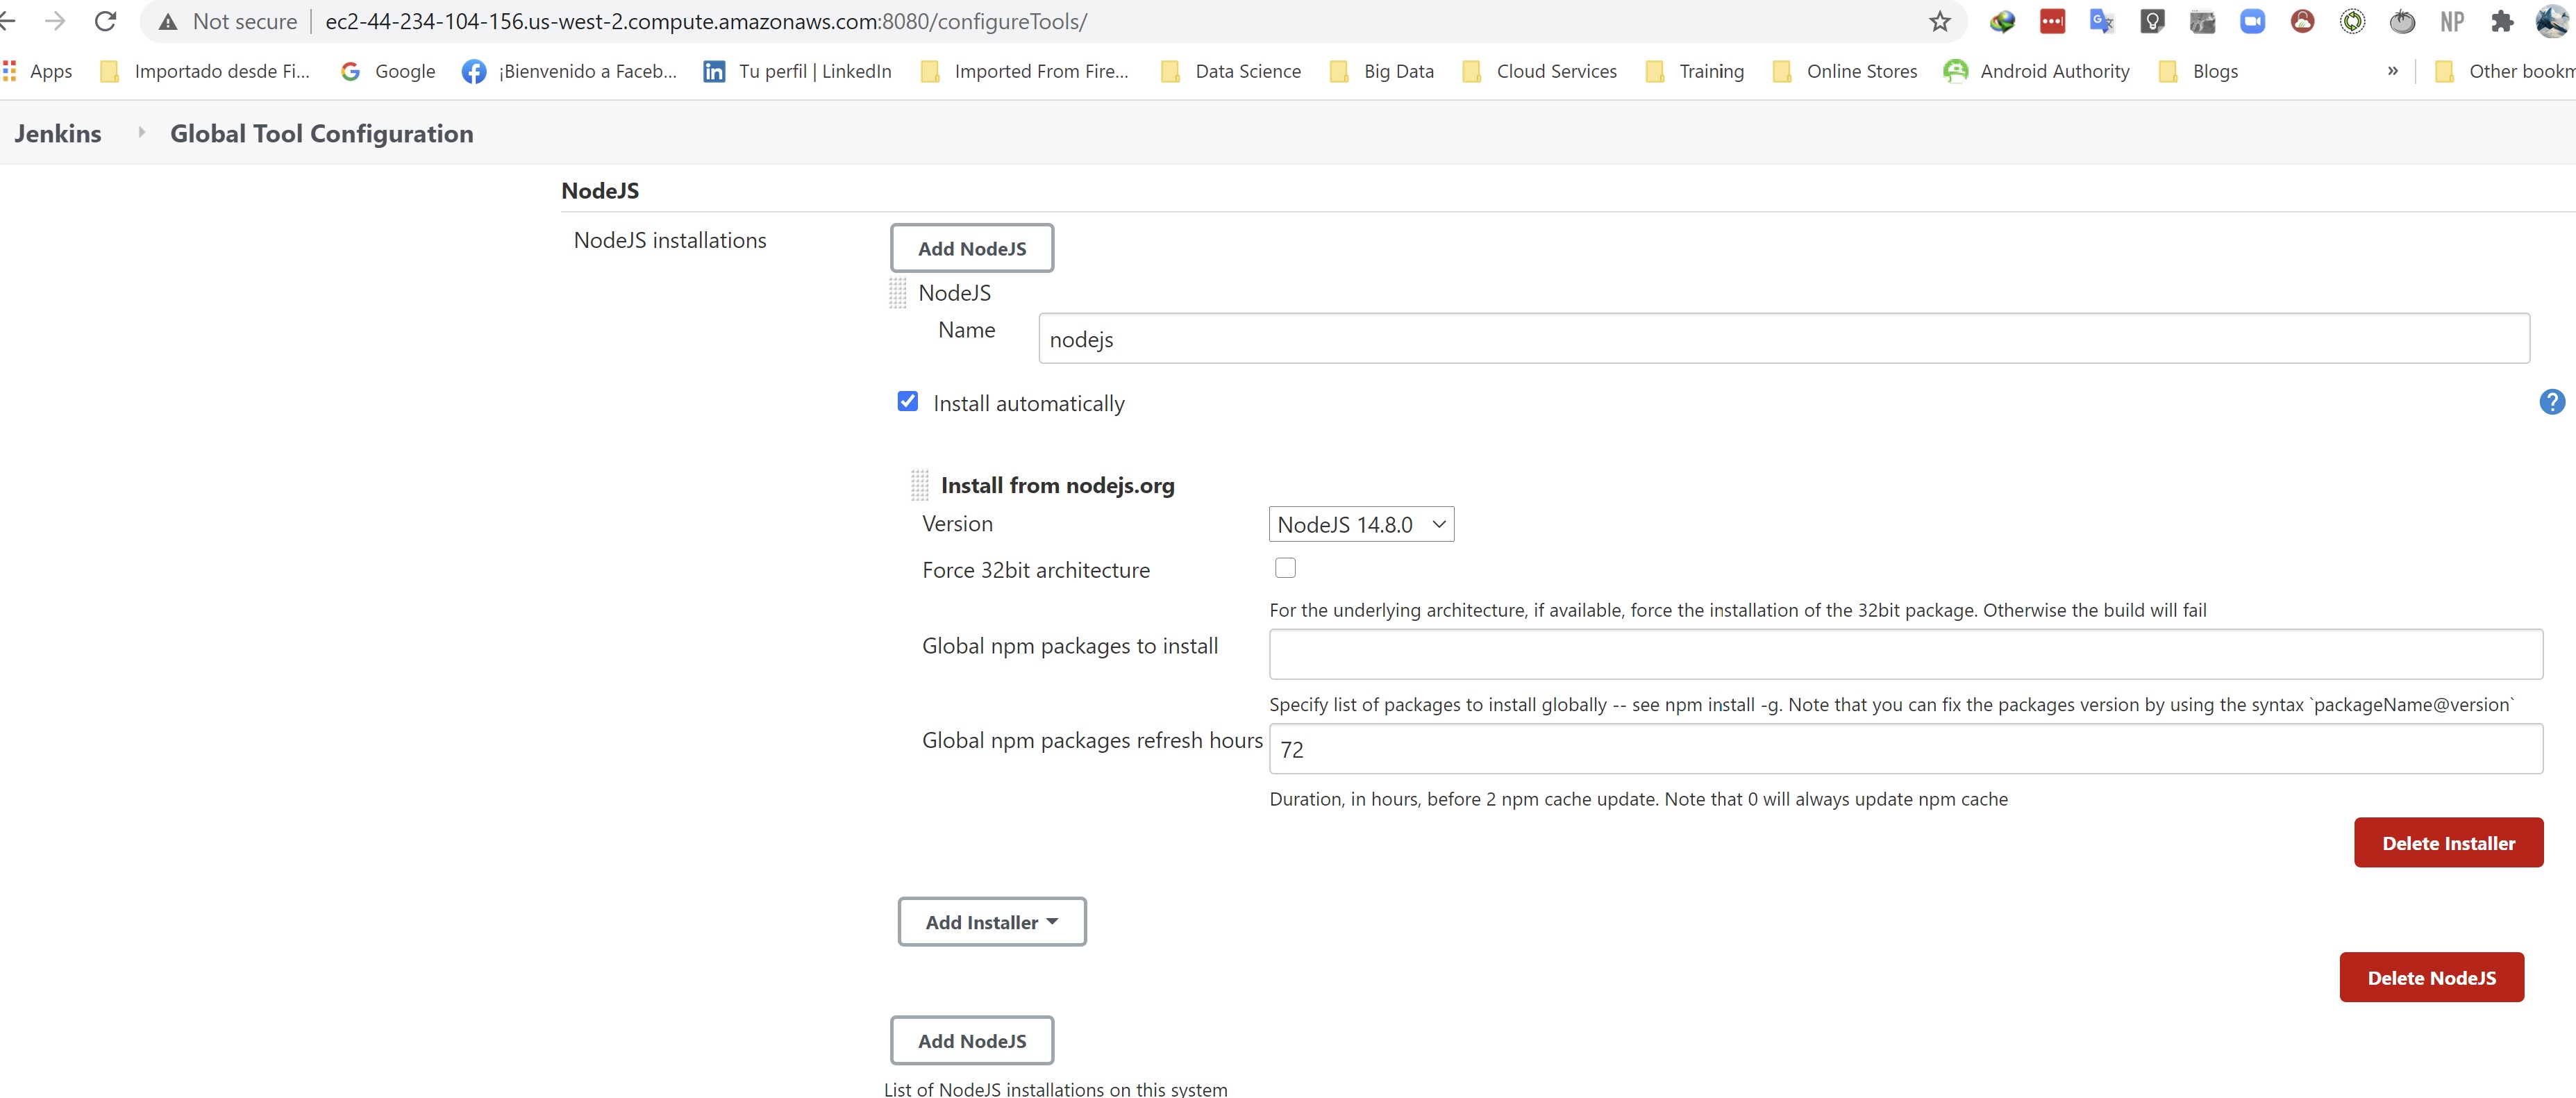 Not secure | ec2-44-234-104-156.us-west-2.compute.amazonaws.com:8080/configureTools/
NP
Apps Importado desde Fi... Google ¡Bienvenido a Faceb... Tu perfil | LinkedIn Imported From Fire... Data Science Big Data Cloud Services Training Online Stores Android Authority Blogs » Other bookm
Jenkins Global Tool Configuration
NodeJS
NodeJS installations
Add NodeJS
NodeJS
Name
nodejs
Install automatically
?
Install from nodejs.org
Version
NodeJS 14.8.0
Force 32bit architecture
For the underlying architecture, if available, force the installation of the 32bit package. Otherwise the build will fail
Global npm packages to install
Specify list of packages to install globally -- see npm install -g. Note that you can fix the packages version by using the syntax `packageName@version`
Global npm packages refresh hours
72
Duration, in hours, before 2 npm cache update. Note that 0 will always update npm cache
Delete Installer
Add Installer
Delete NodeJS
Add NodeJS
List of NodeJS installations on this system